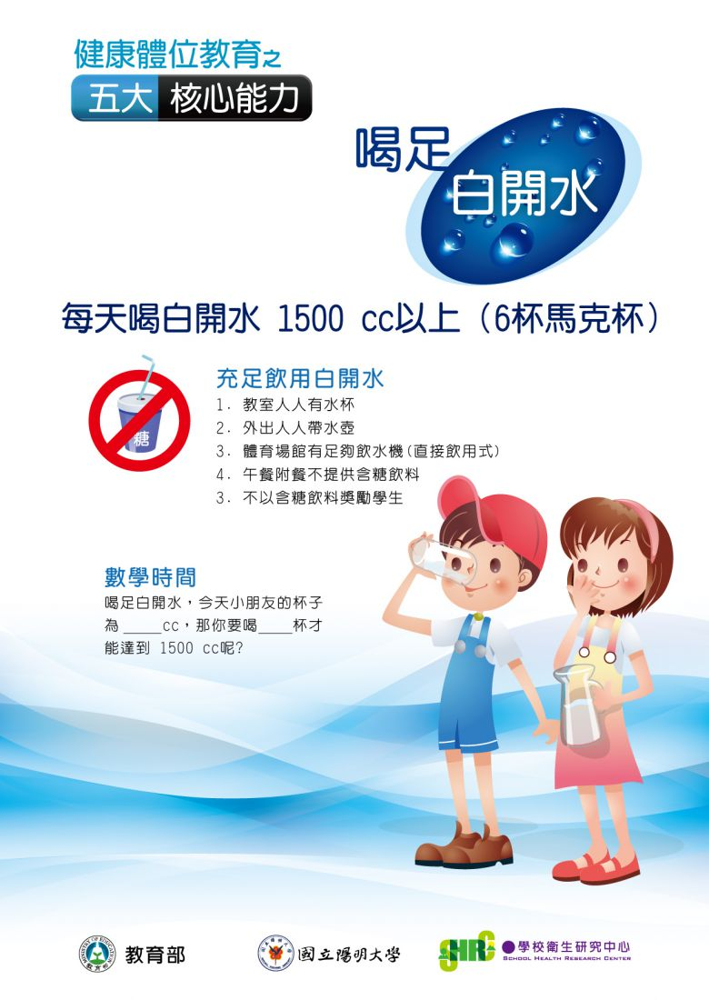 健康體位教育之
五大 核心能力
喝足
白開水
每天喝白開水 1500 cc以上 (6杯馬克杯)
糖
充足飲用白開水
1. 教室人人有水杯
2. 外出人人帶水壺
3. 體育場館有足夠飲水機(直接飲用式)
4. 午餐附餐不提供含糖飲料
3. 不以含糖飲料獎勵學生
數學時間
喝足白開水，今天小朋友的杯子
為 _____cc，那你要喝____杯才
能達到 1500 cc呢?
MINISTRY OF EDUCATION
教育部
教育部
國立陽明大學
SHRC
學校衛生研究中心
SCHOOL HEALTH RESEARCH CENTER